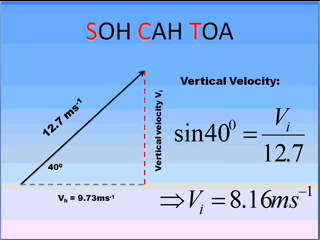 SOH CAH TOA
Vertical Velocity:
12.7 ms⁻¹
Vertical velocity Vᵢ
sin40⁰ = Vᵢ / 12.7
40⁰
Vₕ = 9.73ms⁻¹
⇒Vᵢ = 8.16ms⁻¹